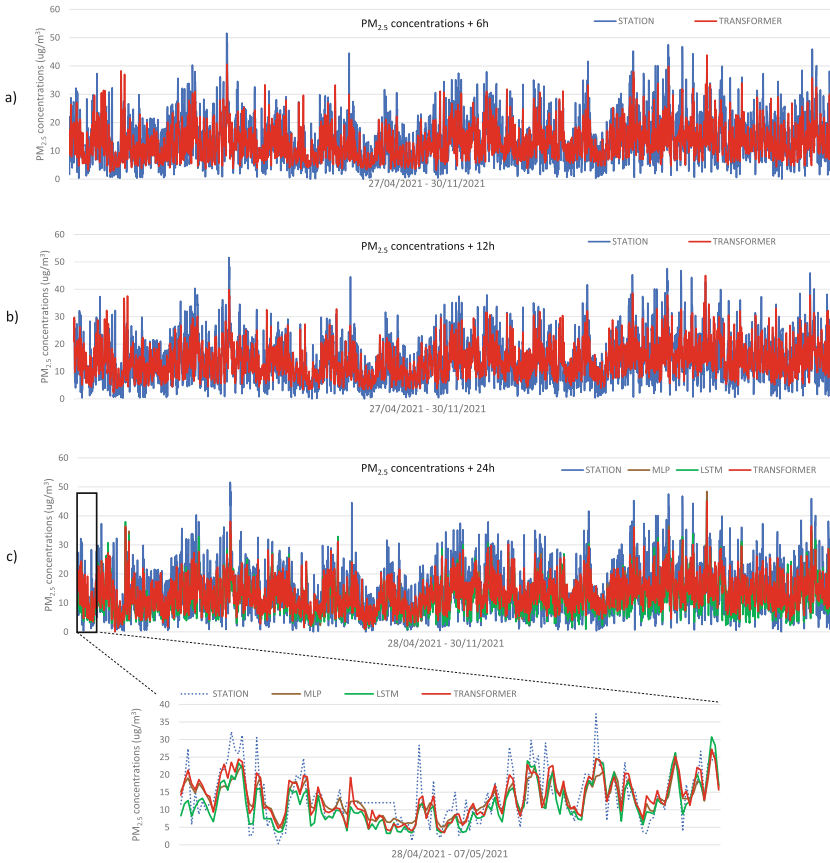 PM2.5 concentrations + 6h
STATION TRANSFORMER
a)
PM2.5 concentrations (ug/m³)
60
50
40
30
20
10
0
27/04/2021 - 30/11/2021
PM2.5 concentrations + 12h
STATION TRANSFORMER
b)
PM2.5 concentrations (ug/m³)
60
50
40
30
20
10
0
27/04/2021 - 30/11/2021
PM2.5 concentrations + 24h
STATION MLP LSTM TRANSFORMER
c)
PM2.5 concentrations (ug/m³)
60
50
40
30
20
10
0
28/04/2021 - 30/11/2021
STATION MLP LSTM TRANSFORMER
PM2.5 concentrations (ug/m³)
40
35
30
25
20
15
10
5
0
28/04/2021 - 07/05/2021